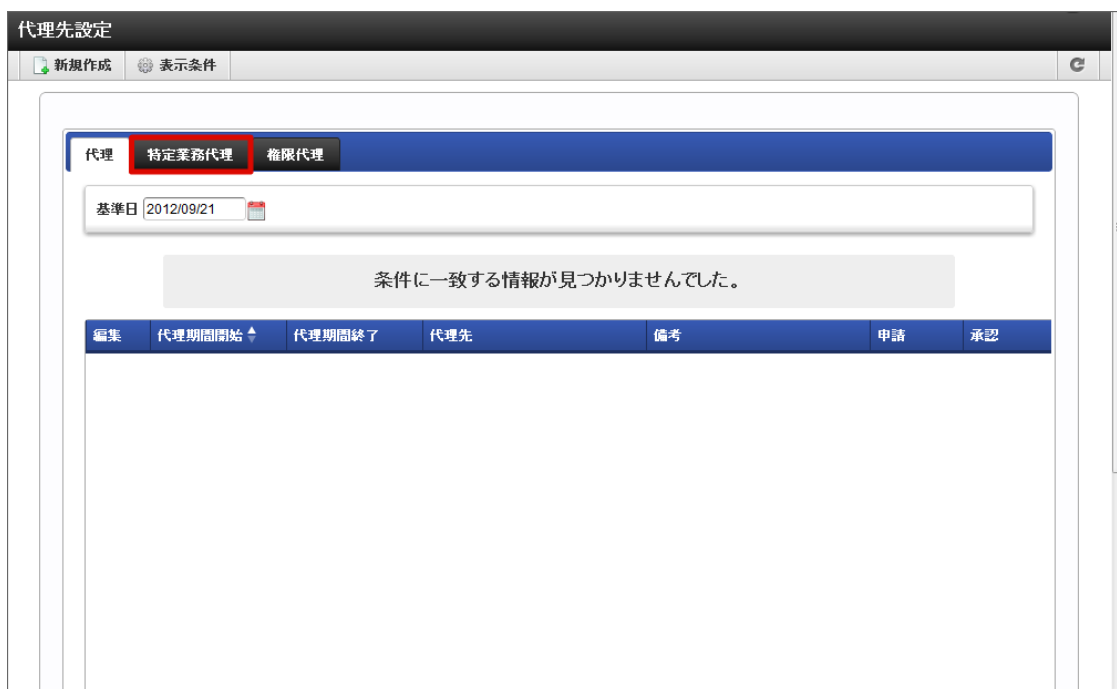 代理先設定
新規作成 表示条件
代理 特定業務代理 権限代理
基準日 2012/09/21
条件に一致する情報が見つかりませんでした。
編集 代理期間開始 代理期間終了 代理先 備考 申請 承認